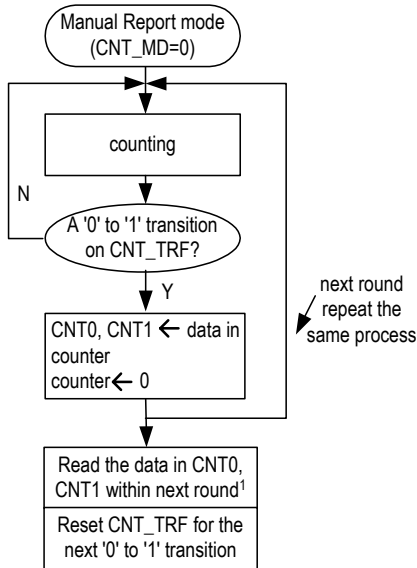 Manual Report mode
(CNT_MD=0)
counting
N
A '0' to '1' transition
on CNT_TRF?
Y
next round
repeat the
same process
CNT0, CNT1 ← data in
counter
counter← 0
Read the data in CNT0,
CNT1 within next round¹
Reset CNT_TRF for the
next '0' to '1' transition